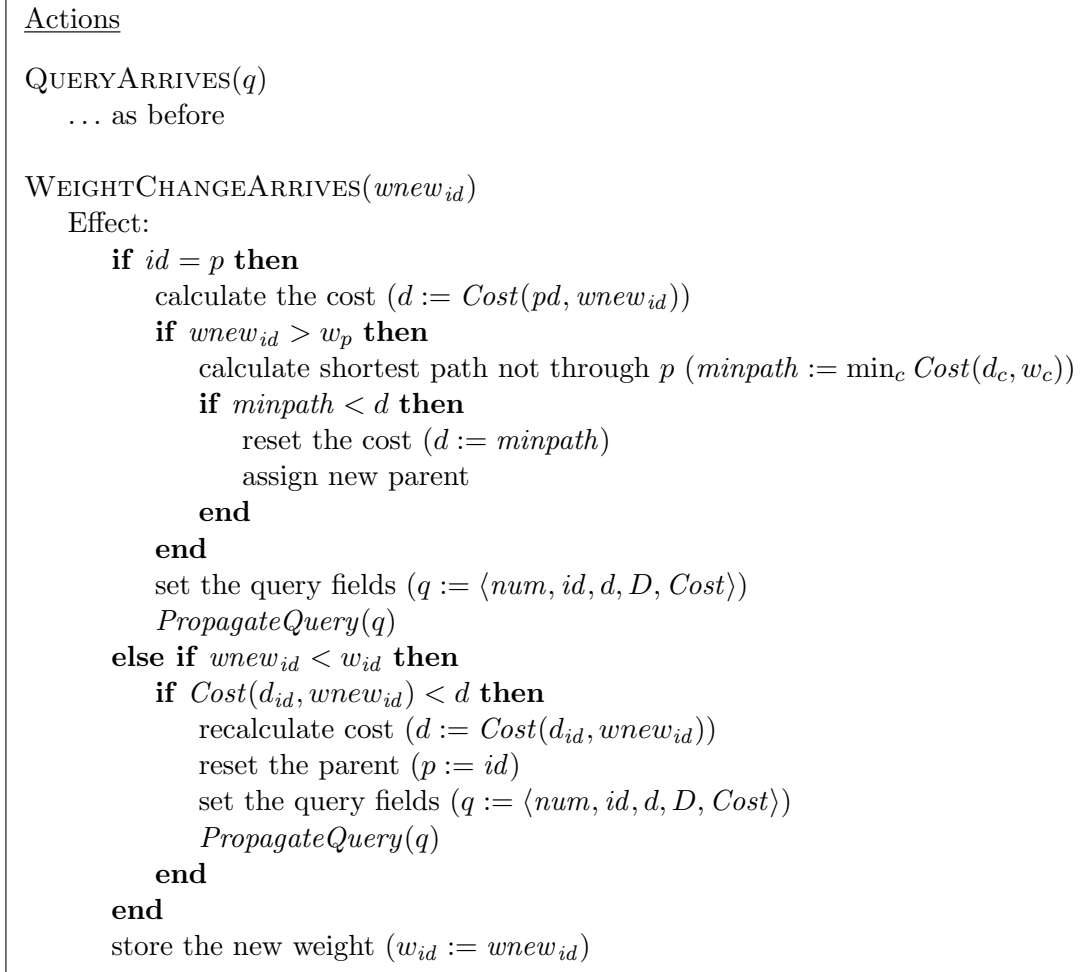 Actions
QUERYARRIVES(q)
... as before
WEIGHTCHANGEARRIVES(wnew_id)
Effect:
if id = p then
calculate the cost (d := Cost(pd, wnew_id))
if wnew_id > w_p then
calculate shortest path not through p (minpath := min_c Cost(d_c, w_c))
if minpath < d then
reset the cost (d := minpath)
assign new parent
end
end
set the query fields (q := ⟨num, id, d, D, Cost⟩)
PropagateQuery(q)
else if wnew_id < w_id then
if Cost(d_id, wnew_id) < d then
recalculate cost (d := Cost(d_id, wnew_id))
reset the parent (p := id)
set the query fields (q := ⟨num, id, d, D, Cost⟩)
PropagateQuery(q)
end
end
store the new weight (w_id := wnew_id)